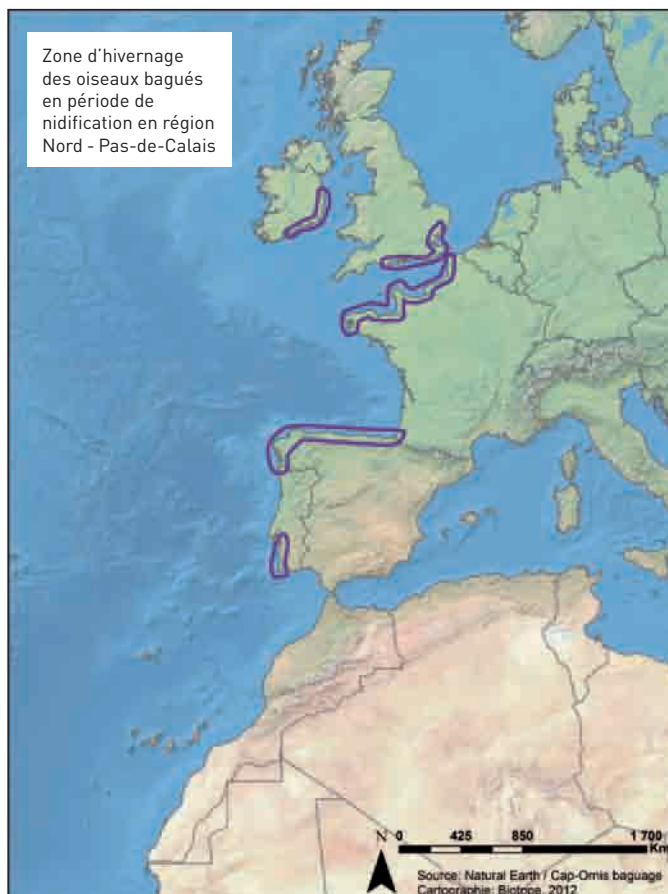 Zone d'hivernage
des oiseaux bagués
en période de
nidification en région
Nord - Pas-de-Calais
N 0 425 850 1 700
Km
Source: Natural Earth / Cap-Ornis baguage
Cartographie: Biotope, 2012